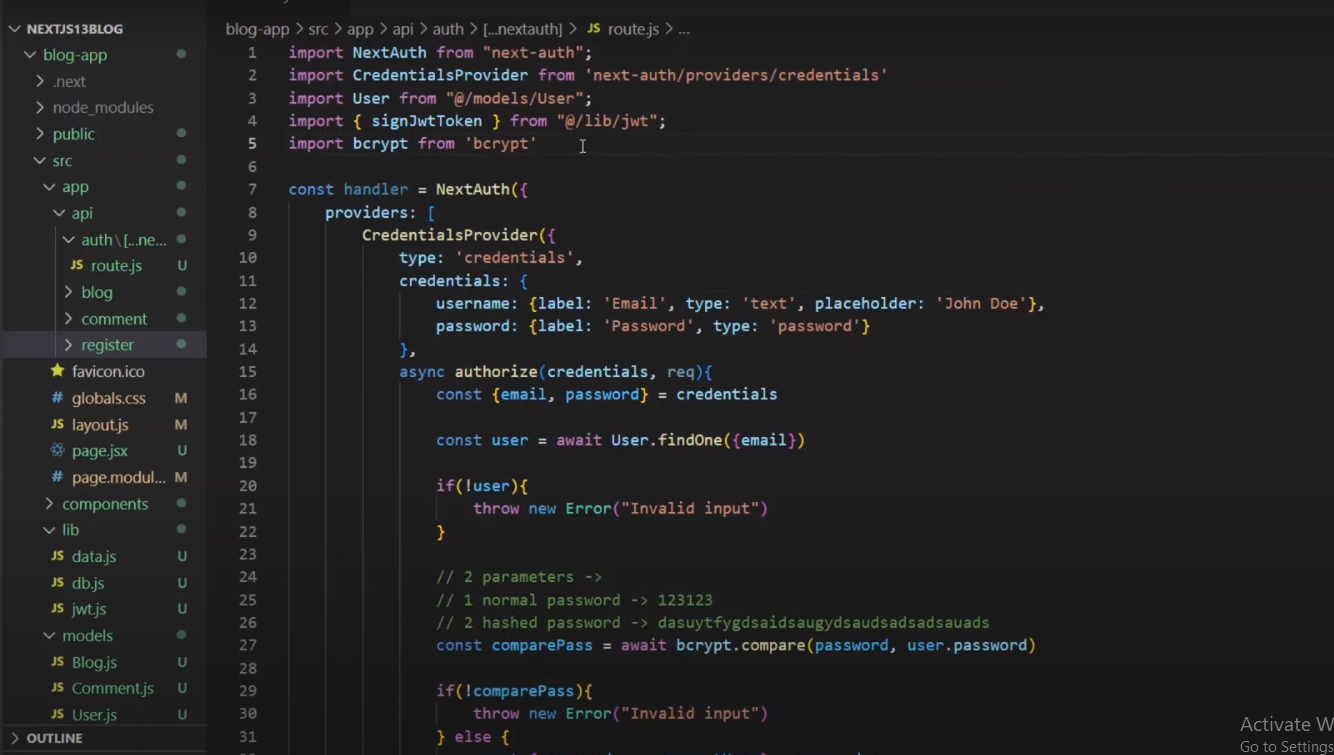 NEXTJS13BLOG
blog-app
.next
node_modules
public
src
app
api
auth\[...ne...
JS route.js U
blog
comment
register
favicon.ico
# globals.css M
JS layout.js M
page.jsx U
# page.modul... M
components
lib
JS data.js U
JS db.js U
JS jwt.js U
models
JS Blog.js U
JS Comment.js U
JS User.js U
OUTLINE
blog-app > src > app > api > auth > [...nextauth] > JS route.js > ...
1 import NextAuth from "next-auth";
2 import CredentialsProvider from 'next-auth/providers/credentials'
3 import User from "@/models/User";
4 import { signJwtToken } from "@/lib/jwt";
5 import bcrypt from 'bcrypt'
6
7 const handler = NextAuth({
8 providers: [
9 CredentialsProvider({
10 type: 'credentials',
11 credentials: {
12 username: {label: 'Email', type: 'text', placeholder: 'John Doe'},
13 password: {label: 'Password', type: 'password'}
14 },
15 async authorize(credentials, req){
16 const {email, password} = credentials
17
18 const user = await User.findOne({email})
19
20 if(!user){
21 throw new Error("Invalid input")
22 }
23
24 // 2 parameters ->
25 // 1 normal password -> 123123
26 // 2 hashed password -> dasuytfygdsaidsaugydsaudsadsadsauads
27 const comparePass = await bcrypt.compare(password, user.password)
28
29 if(!comparePass){
30 throw new Error("Invalid input")
31 } else {
Activate W
Go to Settings